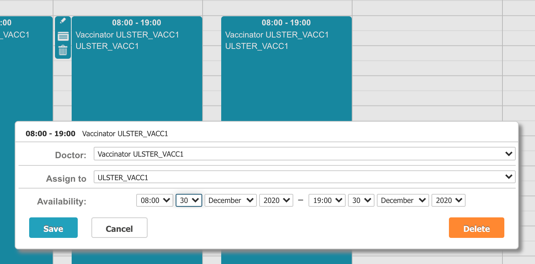 :00
08:00 - 19:00
08:00 - 19:00
_VACC1
Vaccinator ULSTER_VACC1
Vaccinator ULSTER_VACC1
ULSTER_VACC1
ULSTER_VACC1
08:00 - 19:00 Vaccinator ULSTER_VACC1
Doctor: Vaccinator ULSTER_VACC1
Assign to ULSTER_VACC1
Availability: 08:00 30 December 2020 – 19:00 30 December 2020
Save Cancel Delete